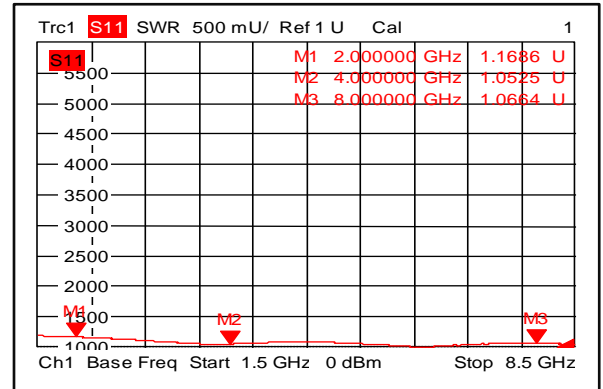 Trc1 S11 SWR 500 mU/ Ref 1 U Cal 1
S11
M1 2.000000 GHz 1.1686 U
M2 4.000000 GHz 1.0525 U
M3 8.000000 GHz 1.0664 U
5500
5000
4500
4000
3500
3000
2500
2000
1500
1000
M1
M2
M3
Ch1 Base Freq Start 1.5 GHz 0 dBm Stop 8.5 GHz